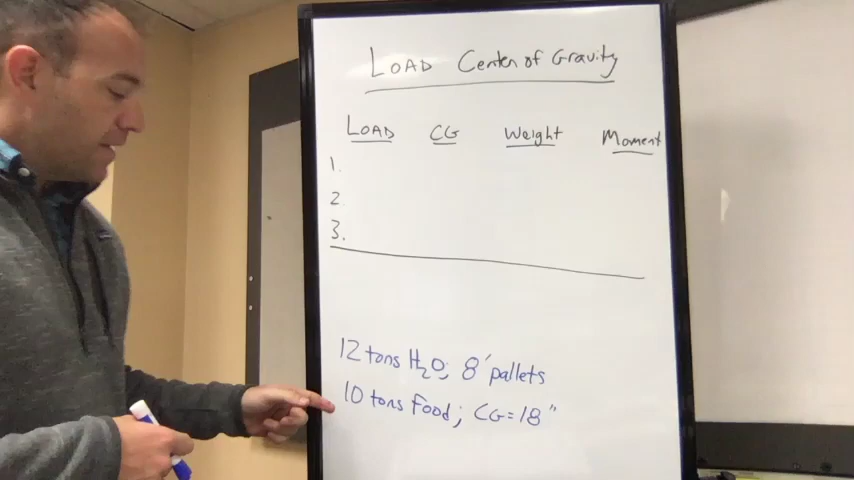 LOAD Center of Gravity
LOAD CG Weight Moment
1.
2.
3.
12 tons H₂O; 8' pallets
10 tons Food; CG=18"